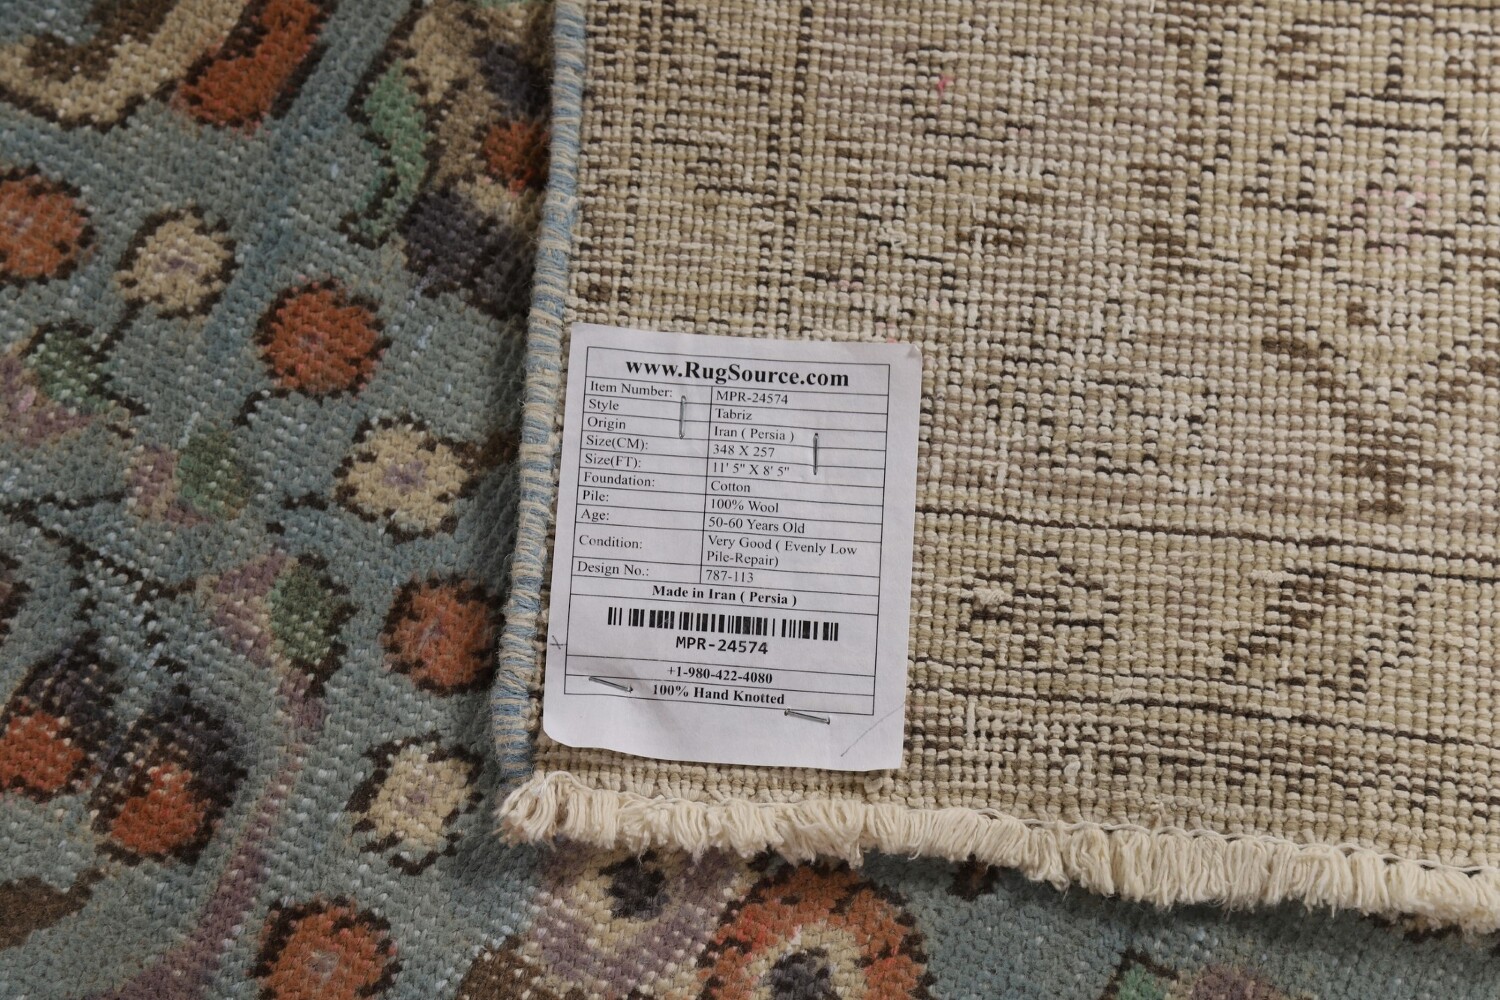 www.RugSource.com
Item Number: MPR-24574
Style Tabriz
Origin Iran ( Persia )
Size(CM): 348 X 257
Size(FT): 11' 5" X 8' 5"
Foundation: Cotton
Pile: 100% Wool
Age: 50-60 Years Old
Condition: Very Good ( Evenly Low
Pile-Repair)
Design No.: 787-113
Made in Iran ( Persia )
MPR-24574
+1-980-422-4080
100% Hand Knotted